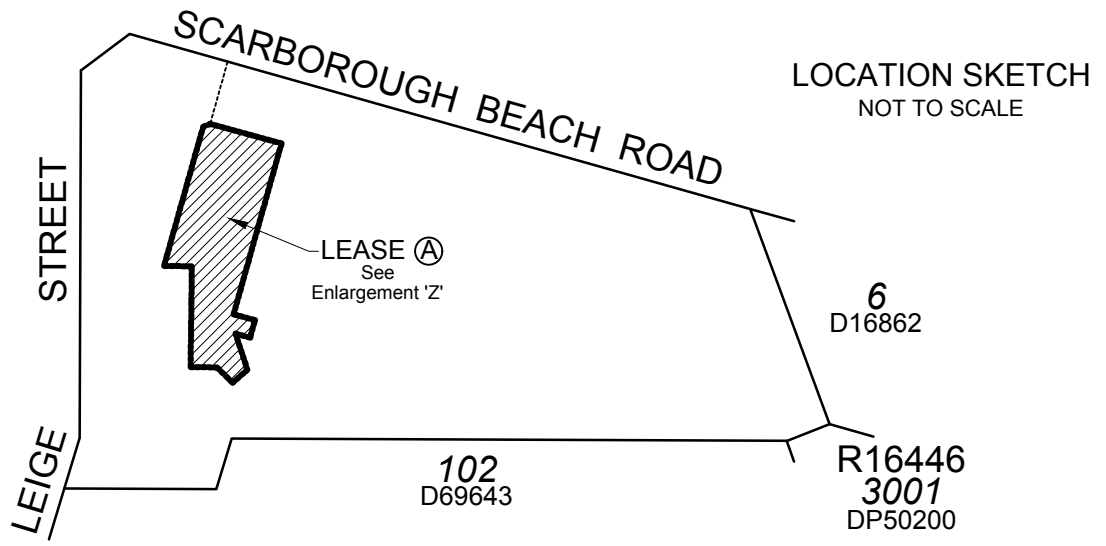 SCARBOROUGH BEACH ROAD
LOCATION SKETCH
NOT TO SCALE
LEIGE STREET
LEASE Ⓐ
See
Enlargement 'Z'
6
D16862
102
D69643
R16446
3001
DP50200